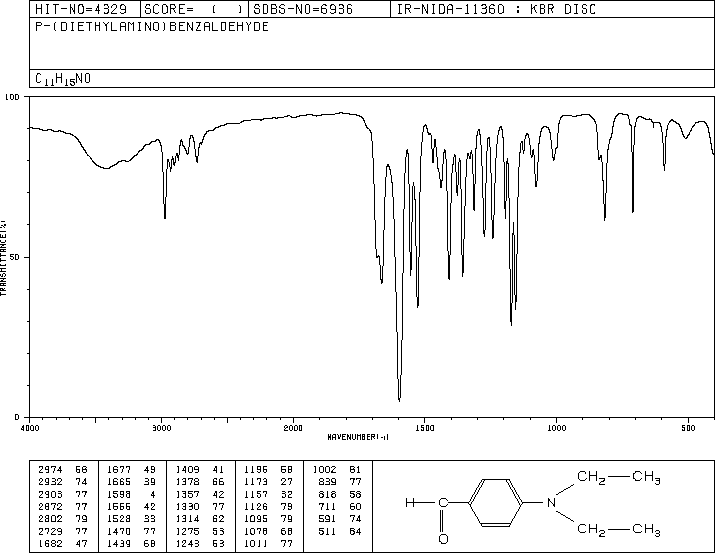 HIT-NO=4329 SCORE= ( ) SDBS-NO=6936 IR-NIDA-11360 : KBR DISC
P-(DIETHYLAMINO)BENZALDEHYDE
C11H15NO
100
50
0
TRANSMITTANCE(%)
4000 3000 2000 1500 1000 500
WAVENUMBER(-1)
2974 66 1677 49 1409 41 1196 68 1002 81
2932 74 1665 39 1378 66 1173 27 839 77
2903 77 1598 4 1357 42 1157 32 818 58
2872 77 1556 42 1330 77 1126 79 711 60
2802 79 1528 33 1314 62 1095 79 591 74
2729 77 1470 77 1275 53 1078 68 511 84
1682 47 1439 68 1243 53 1011 77
H C O N CH2 CH3
CH2 CH3